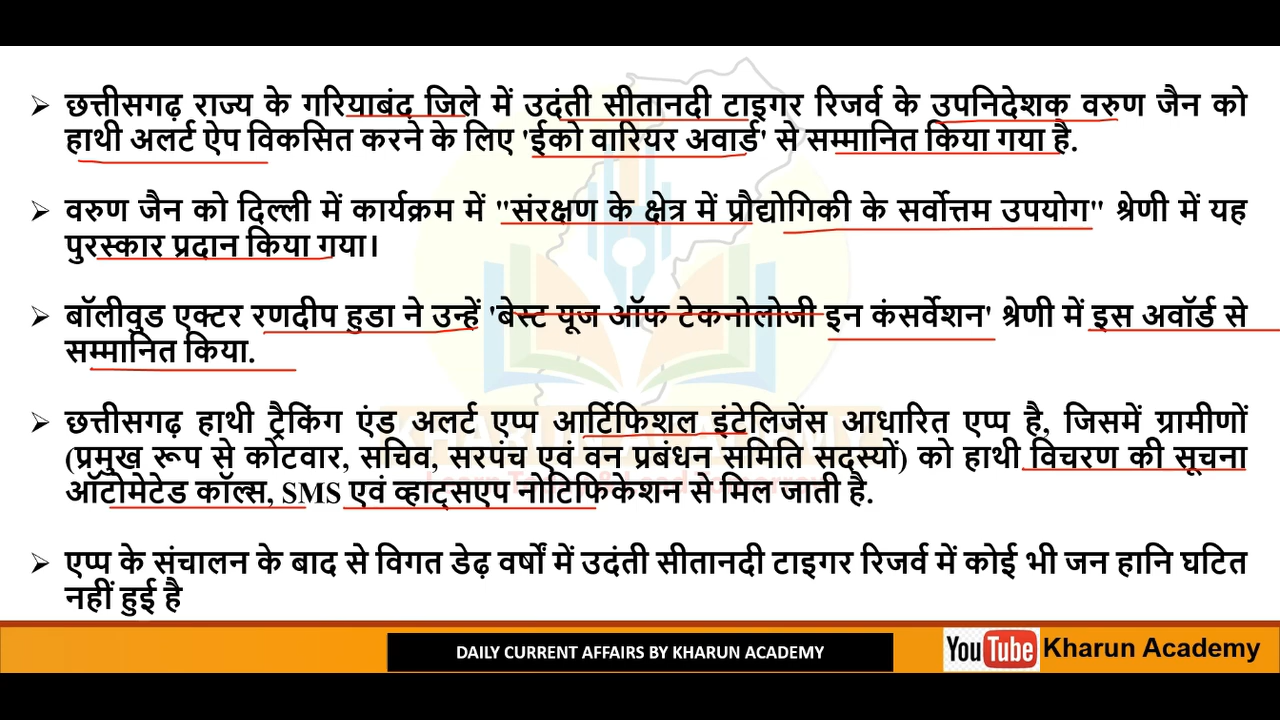 ➢ छत्तीसगढ़ राज्य के गरियाबंद जिले में उदंती सीतानदी टाइगर रिजर्व के उपनिदेशक वरुण जैन को
हाथी अलर्ट ऐप विकसित करने के लिए 'ईको वारियर अवार्ड' से सम्मानित किया गया है.
➢ वरुण जैन को दिल्ली में कार्यक्रम में "संरक्षण के क्षेत्र में प्रौद्योगिकी के सर्वोत्तम उपयोग" श्रेणी में यह
पुरस्कार प्रदान किया गया।
➢ बॉलीवुड एक्टर रणदीप हुडा ने उन्हें 'बेस्ट यूज ऑफ टेकनोलोजी इन कंसर्वेशन' श्रेणी में इस अवॉर्ड से
सम्मानित किया.
➢ छत्तीसगढ़ हाथी ट्रैकिंग एंड अलर्ट एप्प आर्टिफिशल इंटेलिजेंस आधारित एप्प है, जिसमें ग्रामीणों
(प्रमुख रूप से कोटवार, सचिव, सरपंच एवं वन प्रबंधन समिति सदस्यों) को हाथी विचरण की सूचना
ऑटोमेटेड कॉल्स, SMS एवं व्हाट्सएप नोटिफिकेशन से मिल जाती है.
➢ एप्प के संचालन के बाद से विगत डेढ़ वर्षों में उदंती सीतानदी टाइगर रिजर्व में कोई भी जन हानि घटित
नहीं हुई है
DAILY CURRENT AFFAIRS BY KHARUN ACADEMY
YouTube Kharun Academy